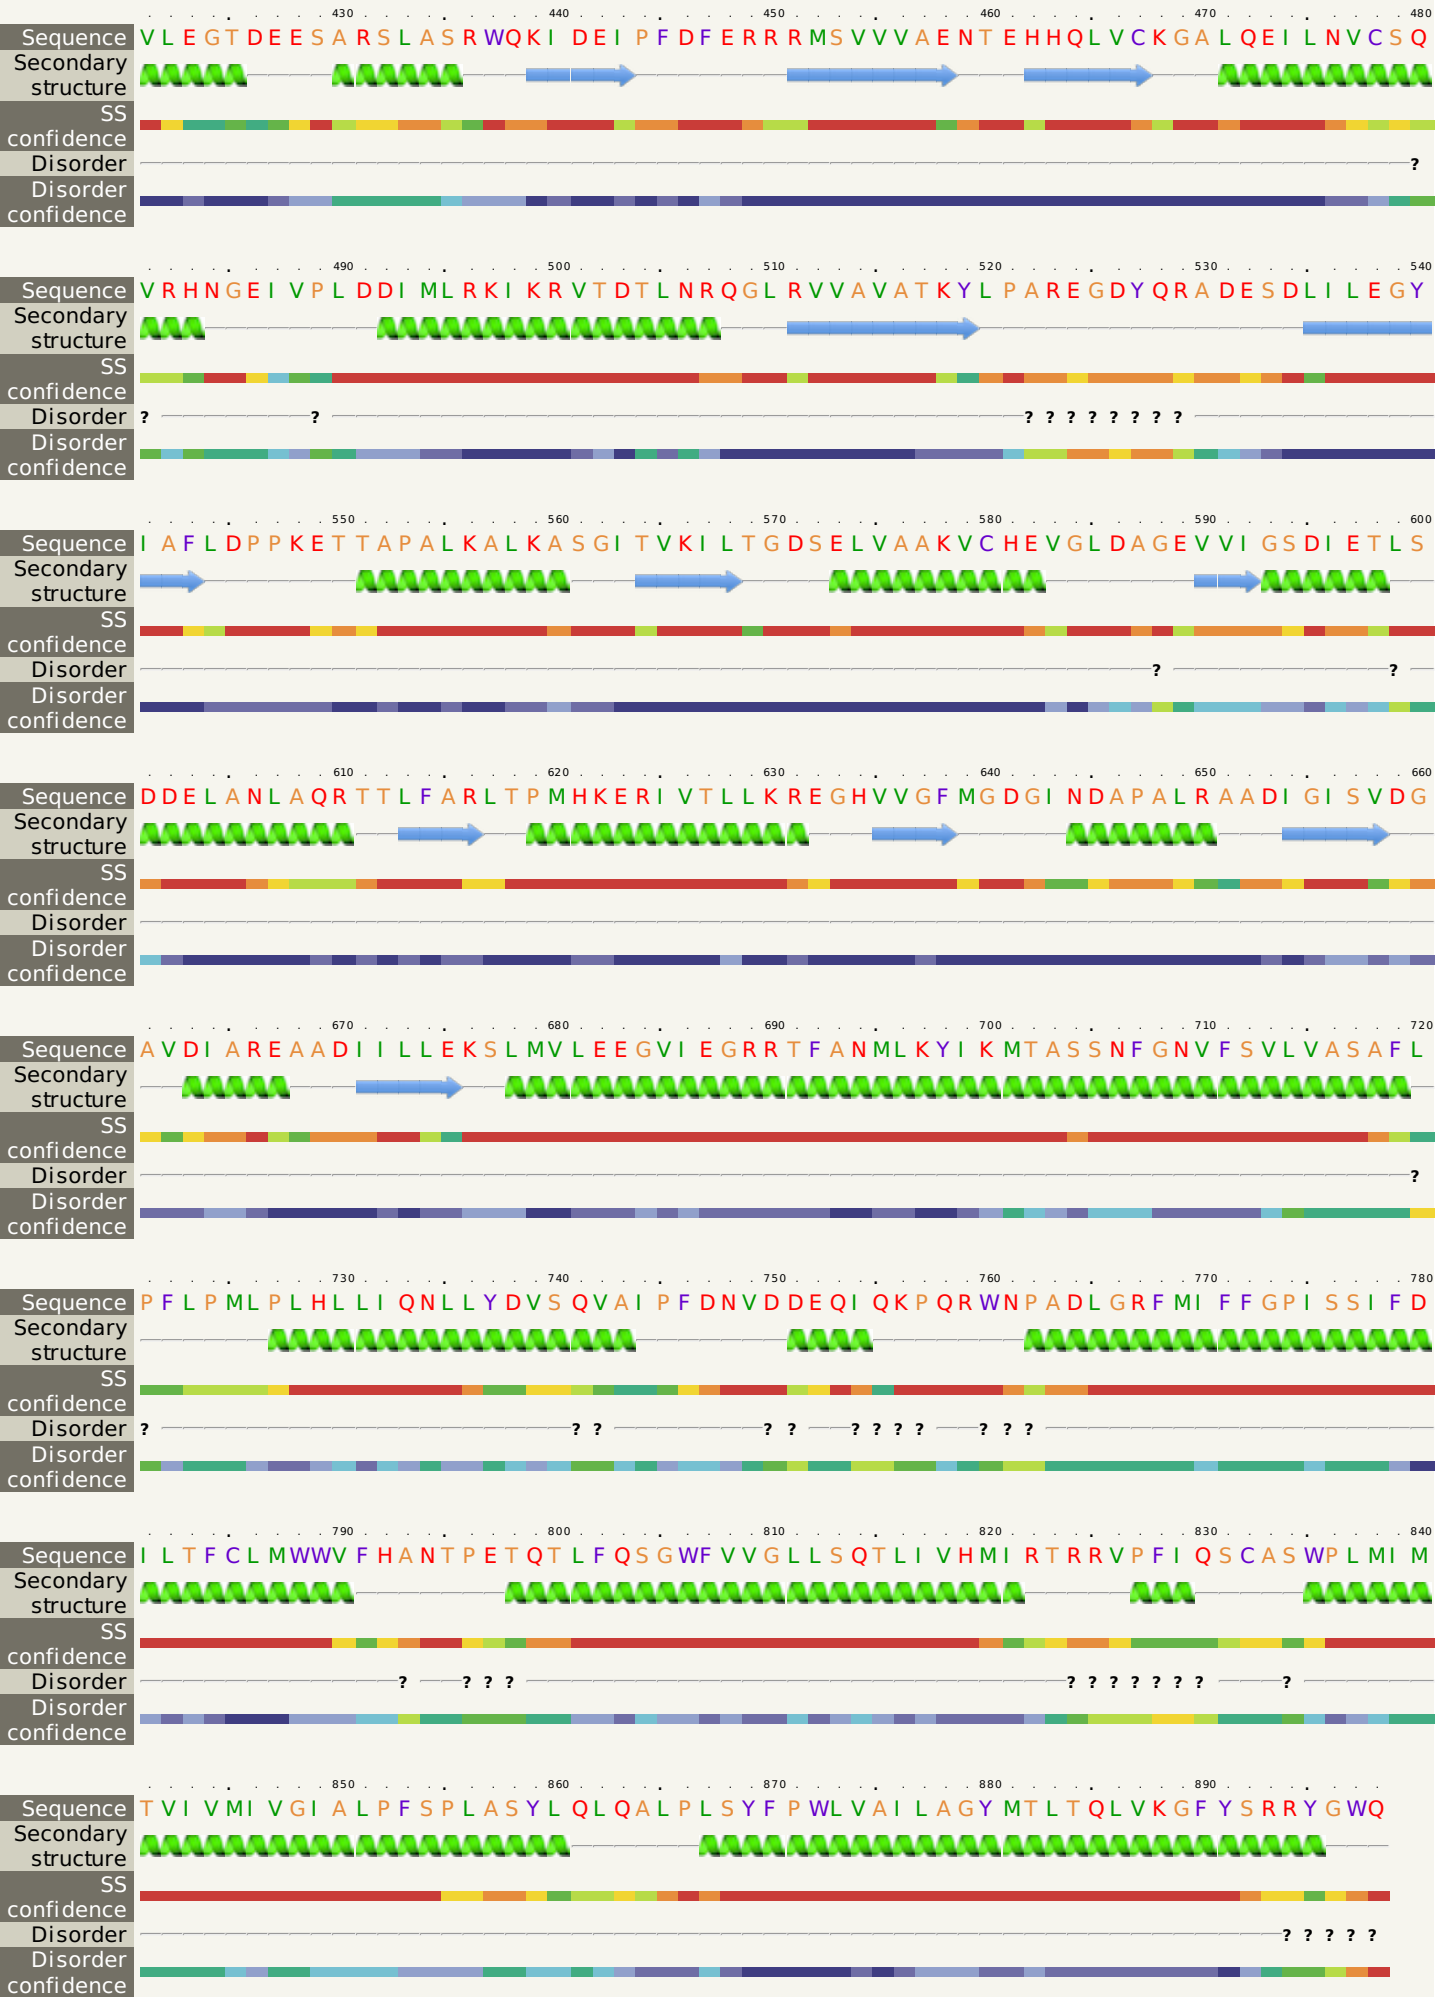 430 440 450 460 470 480
Sequence VLEGTDEESARSLASRWQKIDEIPFDFERRRMSVVVAENTEHHQLVCKGALQEILNVCSQ
Secondary
structure
SS
confidence
Disorder ?
Disorder
confidence
490 500 510 520 530 540
Sequence VRHNGEIVPLDDIMLRKIKRVTDTLNRQGLRVVAVATKYLPAREGDYQRADESDLILEGY
Secondary
structure
SS
confidence
Disorder ? ? ? ? ? ? ? ? ? ?
Disorder
confidence
550 560 570 580 590 600
Sequence IAFLDPPKETTAPALKALKASGITVKILTGDSELVAAKVCHEVGLDAGEVVIGSDIETLS
Secondary
structure
SS
confidence
Disorder ? ?
Disorder
confidence
610 620 630 640 650 660
Sequence DDELANLAQRTTLFARLTPMHKERIVTLLKREGHVVGFMGDGINDAPALRAADIGISVDG
Secondary
structure
SS
confidence
Disorder
Disorder
confidence
670 680 690 700 710 720
Sequence AVDIAREAADIILLEKSLMVLEEGVIEGRRTFANMLKYIKMTASSNFGNVFSVLVASAFL
Secondary
structure
SS
confidence
Disorder ?
Disorder
confidence
730 740 750 760 770 780
Sequence PFLPMLPLHLLIQNLLYDVSQVAIPFDNVDDEQIQKPQRWNPADLGRFMIFFGPISSIFD
Secondary
structure
SS
confidence
Disorder ? ? ? ? ? ? ? ? ? ? ? ?
Disorder
confidence
790 800 810 820 830 840
Sequence ILTFCLMWWVFHANTPETQTLFQSGWFVVGLLSQTLIVHMIRTRRVPFIQSCASWPLMIM
Secondary
structure
SS
confidence
Disorder ? ? ? ? ? ? ? ? ? ? ? ?
Disorder
confidence
850 860 870 880 890
Sequence TVIVMIVGIALPFSPLASYLQLQALPLSYFPWLVAILAGYMTLTQLVKGFYSRRYGWQ
Secondary
structure
SS
confidence
Disorder ? ? ? ? ?
Disorder
confidence